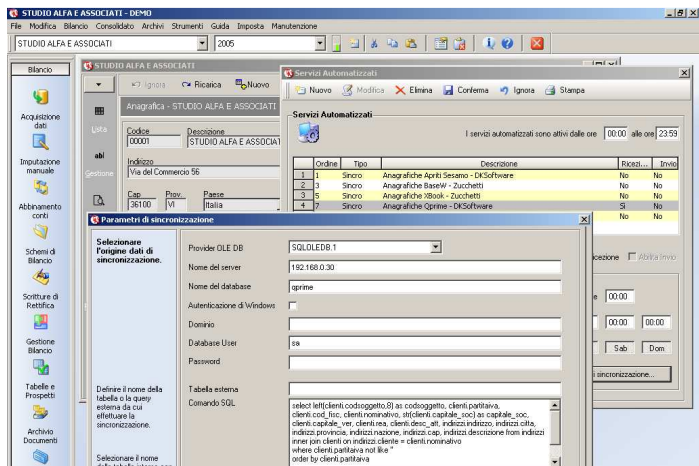 STUDIO ALFA E ASSOCIATI - DEMO
File Modifica Bilancio Consolidato Archivi Strumenti Guida Imposta Manutenzione
STUDIO ALFA E ASSOCIATI 2005
Bilancio
Acquisizione dati
Imputazione manuale
Abbinamento conti
Schemi di Bilancio
Scritture di Rettifica
Gestione Bilancio
Tabelle e Prospetti
Archivio Documenti
STUDIO ALFA E ASSOCIATI
Ignora Ricarica Nuovo
Anagrafica - STUDIO ALFA E ASSOCIATI
Lista
abl
Gestione
Codice Descrizione
00001 STUDIO ALFA E ASSOCIAT
Indirizzo
Via del Commercio 56
Cap Prov. Paese
36100 VI Italia
Servizi Automatizzati
Nuovo Modifica Elimina Conferma Ignora Stampa
Servizi Automatizzati
I servizi automatizzati sono attivi dalle ore 00:00 alle ore 23:59
Ordine Tipo Descrizione Ricezi... Invio
1 1 Sincro Anagrafiche Apriti Sesamo - DKSoftware No No
2 3 Sincro Anagrafiche BaseW - Zucchetti No No
3 5 Sincro Anagrafiche XBook - Zucchetti No No
4 7 Sincro Anagrafiche Qprime - DKSoftware Si No
No No
cezione Abilita invio
e 00:00
00:00 00:00
Sab Dom
i sincronizzazione...
Parametri di sincronizzazione
Selezionare l'origine dati di sincronizzazione.
Provider OLE DB SQLOLEDB.1
Nome del server 192.168.0.30
Nome del database qprime
Autenticazione di Windows
Dominio
Database User sa
Password
Definire il nome della tabella o la query esterna da cui effettuare la sincronizzazione.
Tabella esterna
Comando SQL
select left(clienti.codsoggetto,8) as codsoggetto, clienti.partitaiva,
clienti.cod_fisc, clienti.nominativo, str(clienti.capitale_soc) as capitale_soc,
clienti.capitale_ver, clienti.rea, clienti.desc_att, indirizzi.indirizzo, indirizzi.citta,
indirizzi.provincia, indirizzi.nazione, indirizzi.cap, indirizzi.descrizione from indirizzi
inner join clienti on indirizzi.cliente = clienti.nominativo
where clienti.partitaiva not like ''
order by clienti.partitaiva
Selezionare il nome